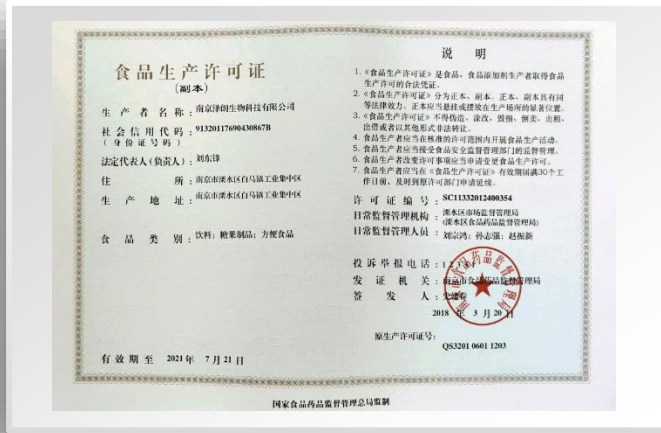 食品生产许可证
(副本)
生产者名称：南京泽朗生物科技有限公司
社会信用代码：91320117690430867B
(身份证号码)
法定代表人(负责人)：刘东锋
住所：南京市溧水区白马镇工业集中区
生产地址：南京市溧水区白马镇工业集中区
食品类别：饮料；糖果制品；方便食品
有效期至 2021年 7月21日
说明
1.《食品生产许可证》是食品、食品添加剂生产者取得食品
生产许可的合法凭证。
2.《食品生产许可证》分为正本、副本。正本、副本具有同
等法律效力。正本应当悬挂或摆放在生产场所的显著位置。
3.《食品生产许可证》不得伪造、涂改、毁损、倒卖、出租、
出借或者以其他形式非法转让。
4. 食品生产者应当在核准的许可范围内开展食品生产活动。
5. 食品生产者应当接受食品安全监督管理部门的监督管理。
6. 食品生产者改变许可事项应当申请变更食品生产许可。
7. 食品生产者应当在《食品生产许可证》有效期届满30个工
作日前，及时到原许可部门申请延续。
许可证编号：SC11332012400354
日常监督管理机构：溧水区市场监督管理局
(溧水区食品药品监督管理局)
日常监督管理人员：刘宗鸿；孙志强；赵振新
投诉举报电话：12331
发证机关：南京市食品药品监督管理局
签发人：
2018 年 3 月 20 日
原生产许可证号：
QS3201 0601 1203
国家食品药品监督管理总局监制